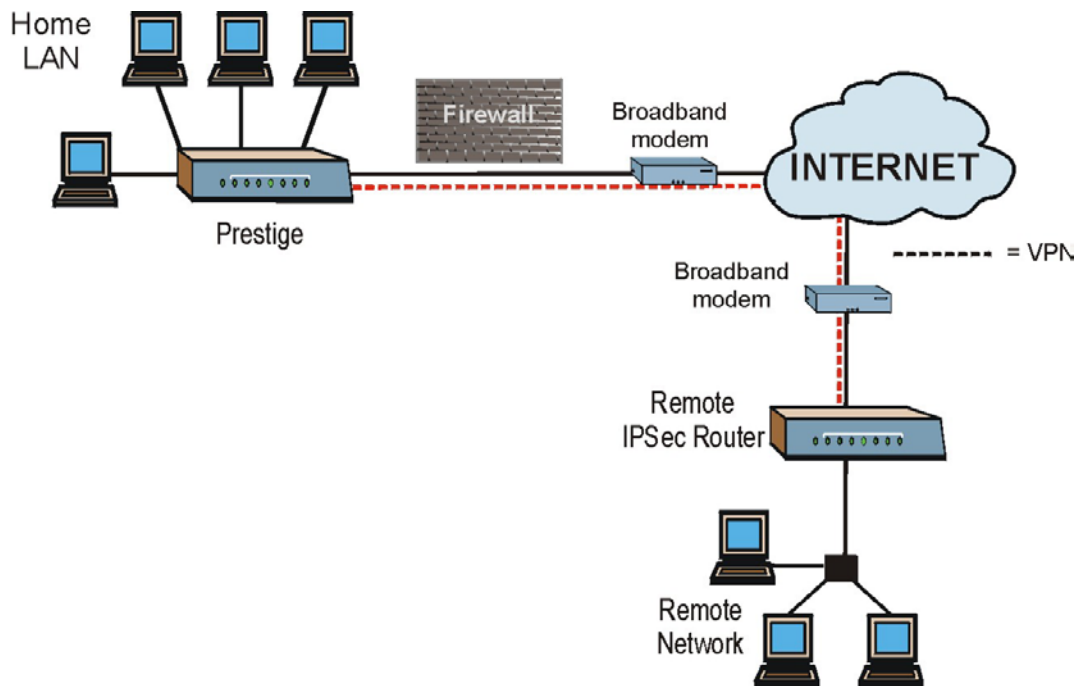 Home
LAN
Firewall
Broadband
modem
INTERNET
Prestige
= VPN
Broadband
modem
Remote
IPSec Router
Remote
Network